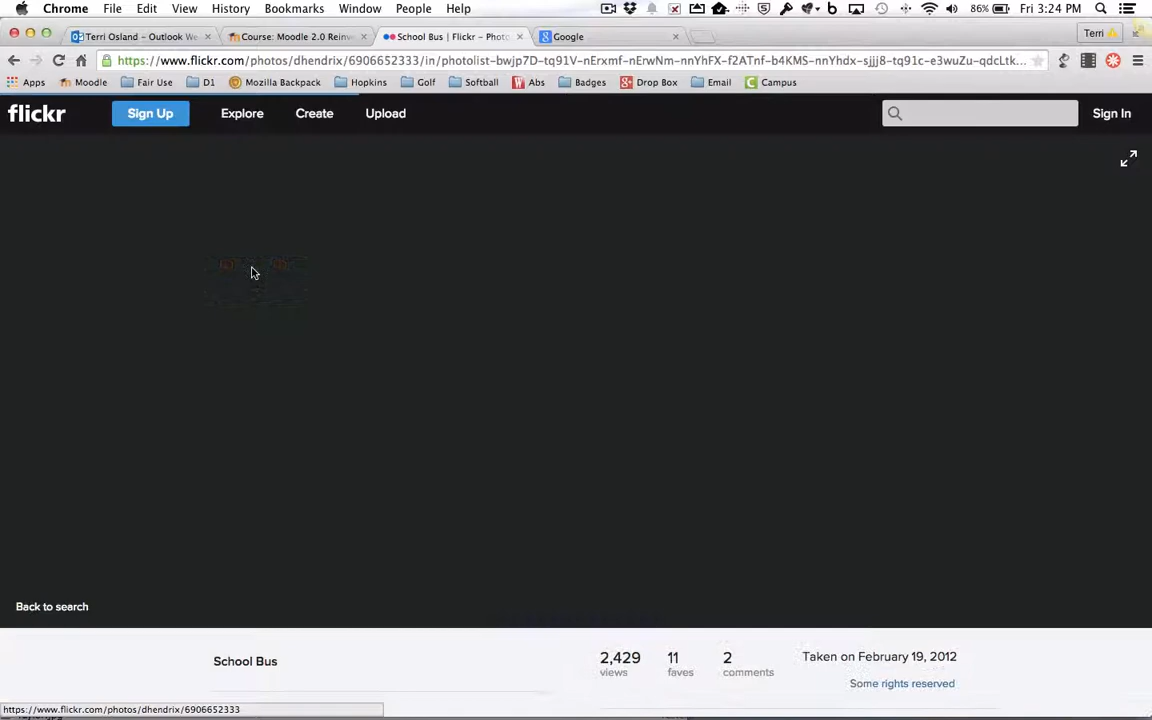 Chrome File Edit View History Bookmarks Window People Help 86% Fri 3:24 PM
Terri Osland – Outlook We Course: Moodle 2.0 Reinve School Bus | Flickr – Photo Google Terri
https://www.flickr.com/photos/dhendrix/6906652333/in/photolist-bwjp7D-tq91V-nErxmf-nErwNm-nnYhFX-f2ATnf-b4KMS-nnYhdx-sjjj8-tq91c-e3wuZu-qdcLtk...
Apps Moodle Fair Use D1 Mozilla Backpack Hopkins Golf Softball Abs Badges Drop Box Email Campus
flickr Sign Up Explore Create Upload Sign In
Back to search
School Bus 2,429 11 2 Taken on February 19, 2012
views faves comments
Some rights reserved
https://www.flickr.com/photos/dhendrix/6906652333